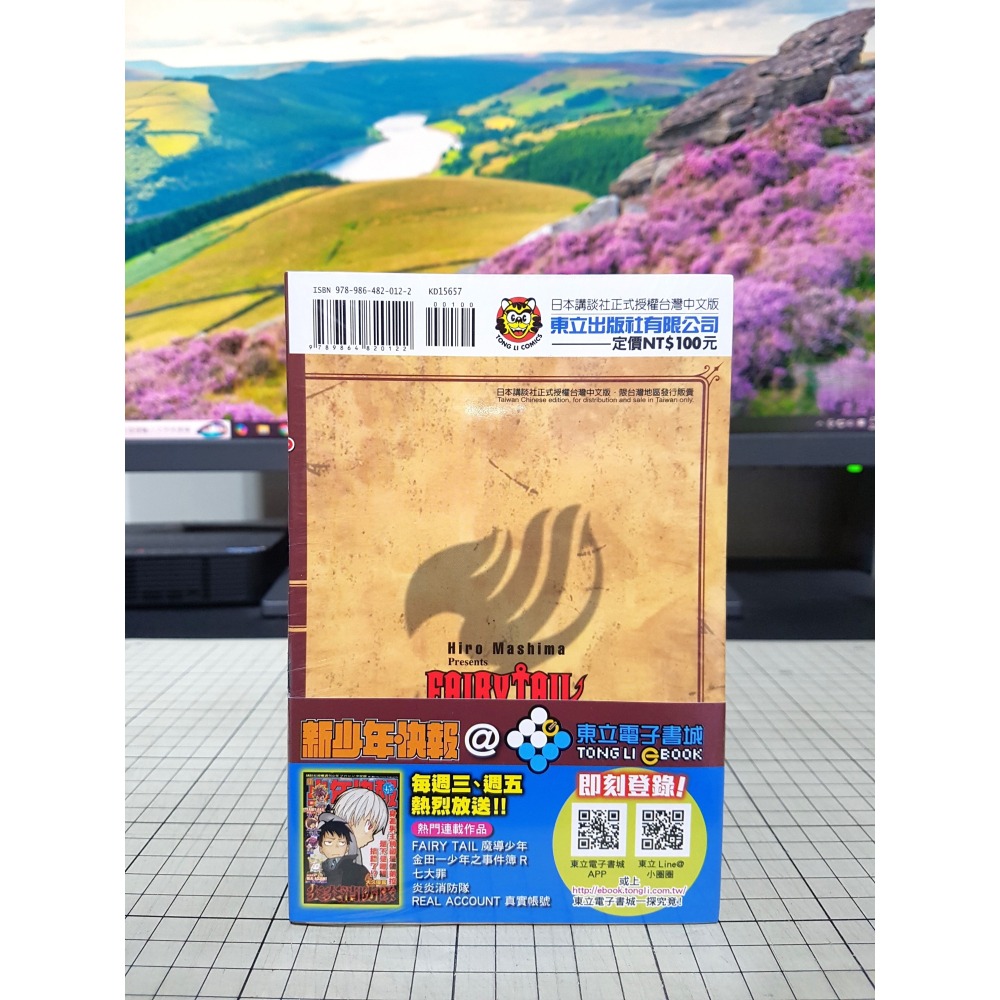 ISBN 978-986-482-012-2 KD15657
00100
9 789864 820122
TONG LI COMICS
日本講談社正式授權台灣中文版
東立出版社有限公司
定價NT$100元
日本講談社正式授權台灣中文版‧限台灣地區發行販賣
Taiwan Chinese edition, for distribution and sale in Taiwan only.
Hiro Mashima
Presents
FAIRY TAIL
新少年快報@東立電子書城
TONG LI eBOOK
每週三、週五
熱烈放送!!
熱門連載作品
FAIRY TAIL 魔導少年
金田一少年之事件簿 R
七大罪
炎炎消防隊
REAL ACCOUNT 真實帳號
即刻登錄!
東立電子書城
APP
東立 Line@
小圈圈
或上
http://ebook.tongli.com.tw/
東立電子書城一探究竟!